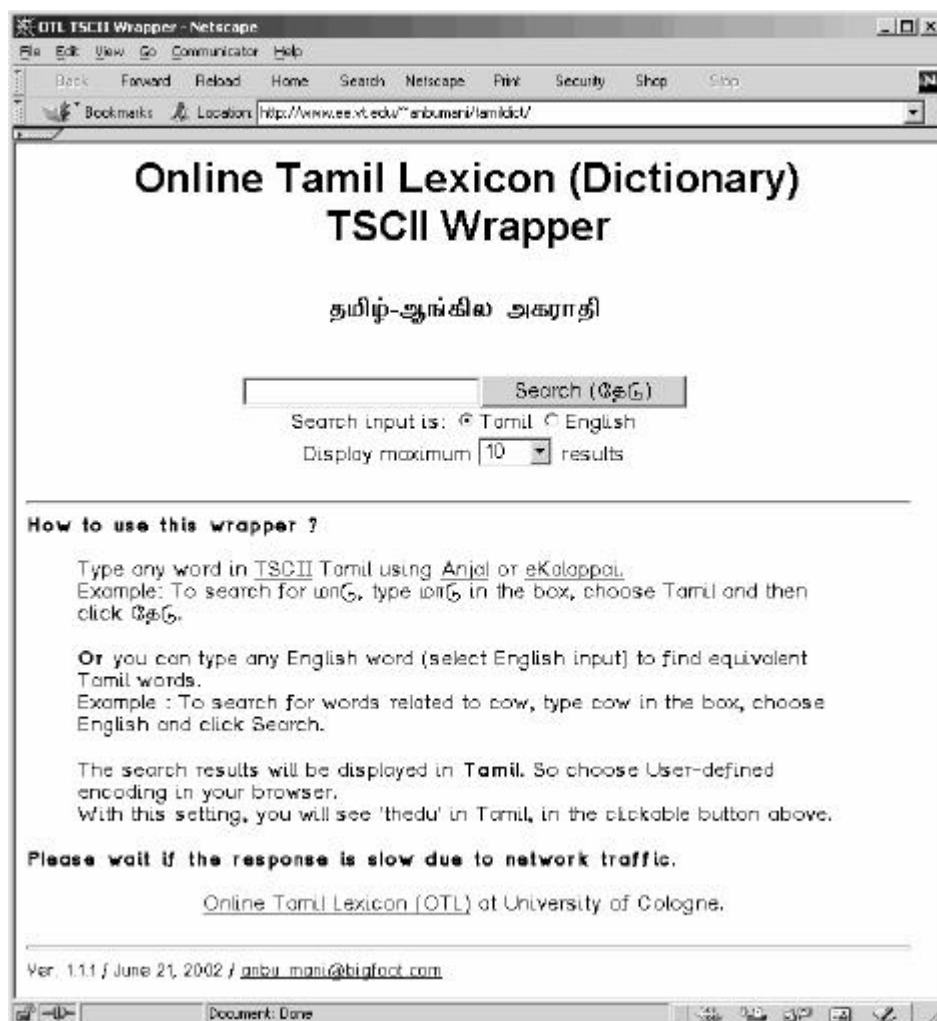 OTL TSCII Wrapper - Netscape
File Edit View Go Communicator Help
Back Forward Reload Home Search Netscape Print Security Shop Stop
Bookmarks Location: http://www.ee.vt.edu/~anbumani/tamildict/
Online Tamil Lexicon (Dictionary)
TSCII Wrapper
தமிழ்-ஆங்கில அகராதி
Search (தேடு)
Search input is: Tamil English
Display maximum 10 results
How to use this wrapper ?
Type any word in TSCII Tamil using Anjal or eKalappai.
Example: To search for மாடு, type மாடு in the box, choose Tamil and then
click தேடு.
Or you can type any English word (select English input) to find equivalent
Tamil words.
Example : To search for words related to cow, type cow in the box, choose
English and click Search.
The search results will be displayed in Tamil. So choose User-defined
encoding in your browser.
With this setting, you will see 'thedu' in Tamil, in the clickable button above.
Please wait if the response is slow due to network traffic.
Online Tamil Lexicon (OTL) at University of Cologne.
Ver. 1.1.1 / June 21, 2002 / anbu_mani@bigfoot.com
Document: Done